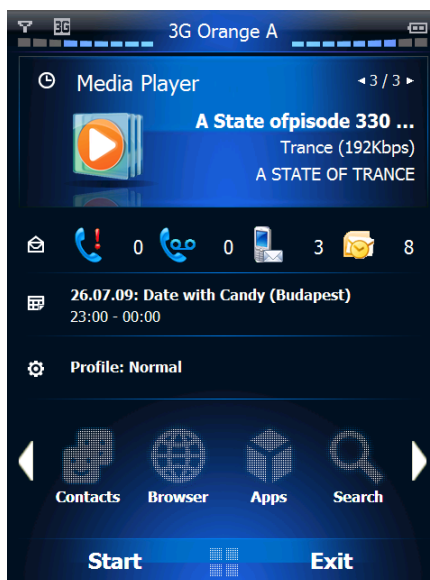 3G
3G Orange A
Media Player
3 / 3
A State ofpisode 330 ...
Trance (192Kbps)
A STATE OF TRANCE
0 0 3 8
26.07.09: Date with Candy (Budapest)
23:00 - 00:00
Profile: Normal
Contacts Browser Apps Search
Start Exit